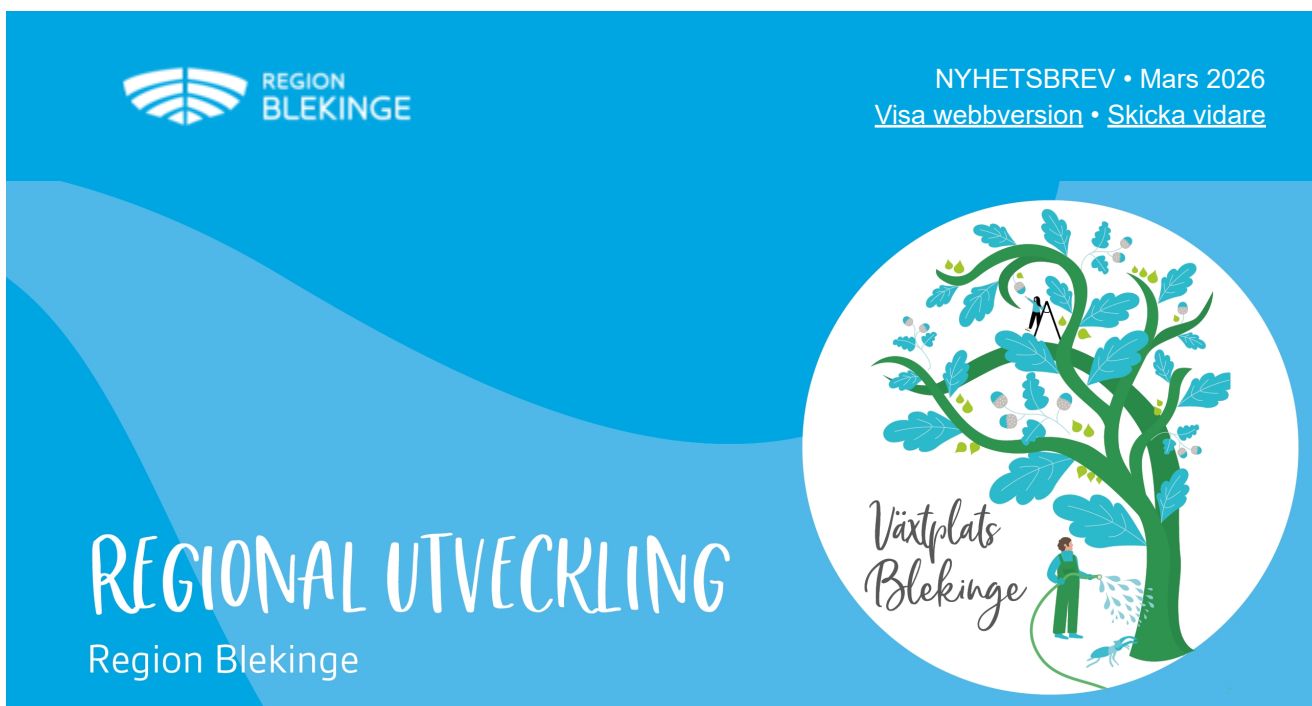 REGION
BLEKINGE
NYHETSBREV • Mars 2026
Visa webbversion • Skicka vidare
Växtplats
Blekinge
REGIONAL UTVECKLING
Region Blekinge